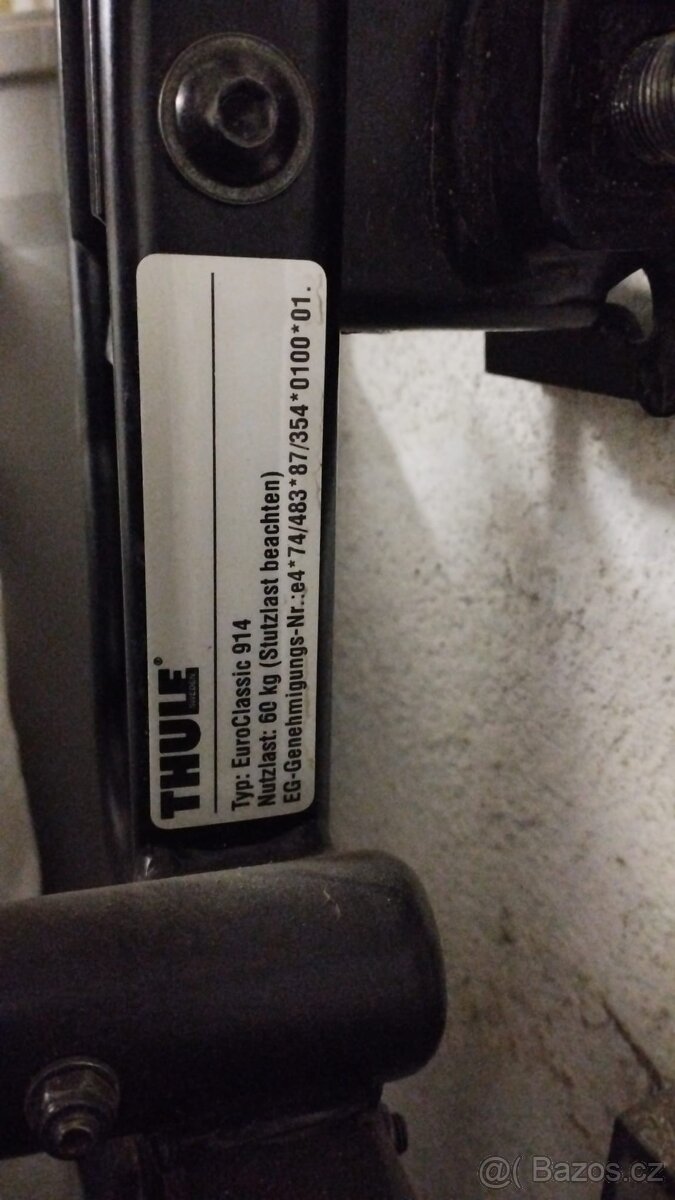 THULE®
SWEDEN
Typ: EuroClassic 914
Nutzlast: 60 kg (Stutzlast beachten)
EG-Genehmigungs-Nr.:e4*74/483*87/354*0100*01.
@( Bazos.cz